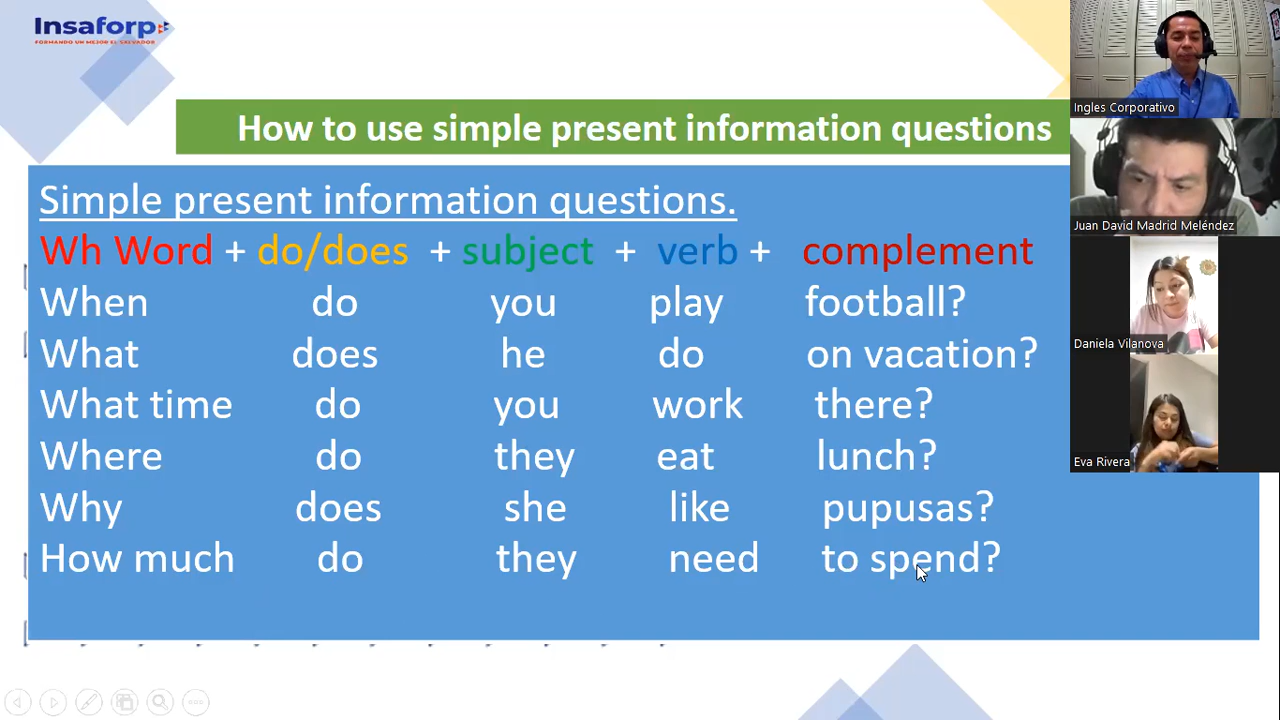 Insaforp
FORMANDO UN MEJOR EL SALVADOR
How to use simple present information questions
Simple present information questions.
Wh Word + do/does + subject + verb + complement
When do you play football?
What does he do on vacation?
What time do you work there?
Where do they eat lunch?
Why does she like pupusas?
How much do they need to spend?
Ingles Corporativo
Juan David Madrid Meléndez
Daniela Vilanova
Eva Rivera